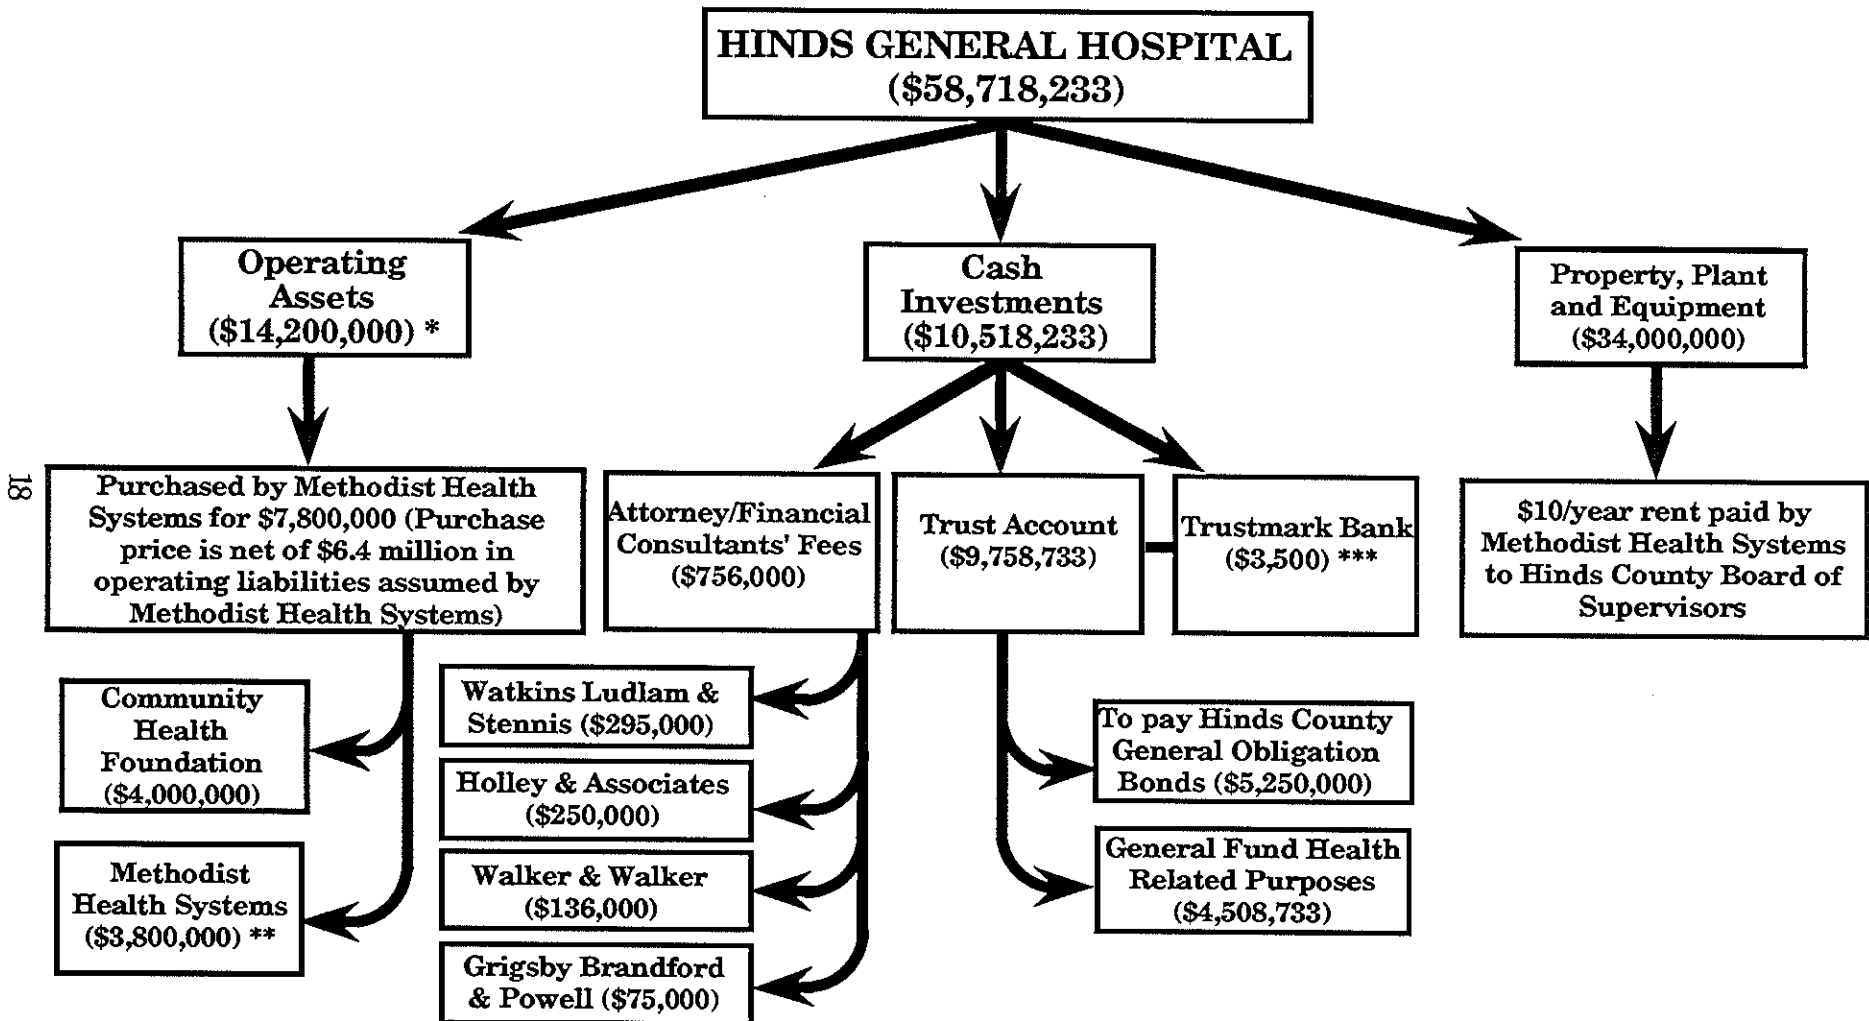 HINDS GENERAL HOSPITAL
($58,718,233)
Operating
Assets
($14,200,000) *
Cash
Investments
($10,518,233)
Property, Plant
and Equipment
($34,000,000)
18
Purchased by Methodist Health
Systems for $7,800,000 (Purchase
price is net of $6.4 million in
operating liabilities assumed by
Methodist Health Systems)
Attorney/Financial
Consultants' Fees
($756,000)
Trust Account
($9,758,733)
Trustmark Bank
($3,500) ***
$10/year rent paid by
Methodist Health Systems
to Hinds County Board of
Supervisors
Community
Health
Foundation
($4,000,000)
Methodist
Health Systems
($3,800,000) **
Watkins Ludlam &
Stennis ($295,000)
Holley & Associates
($250,000)
Walker & Walker
($136,000)
Grigsby Brandford
& Powell ($75,000)
To pay Hinds County
General Obligation
Bonds ($5,250,000)
General Fund Health
Related Purposes
($4,508,733)